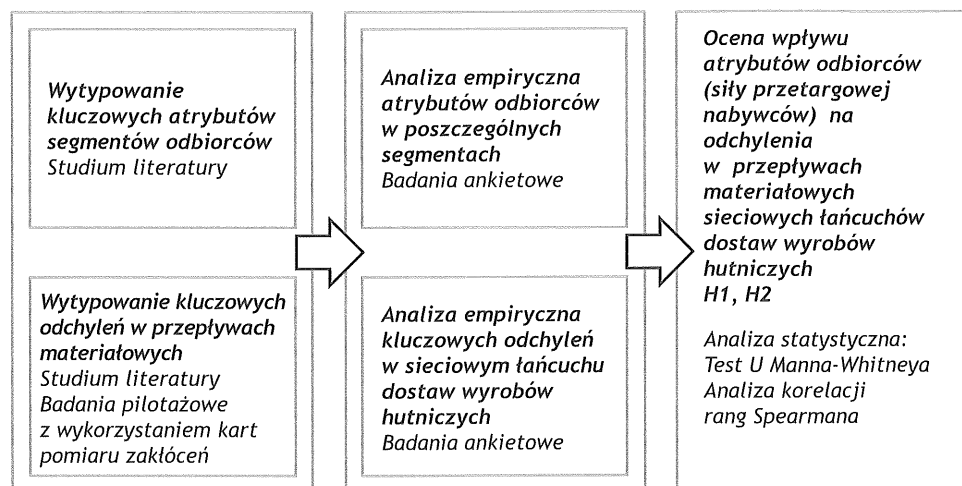 Wytypowanie
kluczowych atrybutów
segmentów odbiorców
Studium literatury
Wytypowanie kluczowych
odchyleń w przepływach
materiałowych
Studium literatury
Badania pilotażowe
z wykorzystaniem kart
pomiaru zakłóceń
Analiza empiryczna
atrybutów odbiorców
w poszczególnych
segmentach
Badania ankietowe
Analiza empiryczna
kluczowych odchyleń
w sieciowym łańcuchu
dostaw wyrobów
hutniczych
Badania ankietowe
Ocena wpływu
atrybutów odbiorców
(siły przetargowej
nabywców) na
odchylenia
w przepływach
materiałowych
sieciowych łańcuchów
dostaw wyrobów
hutniczych
H1, H2
Analiza statystyczna:
Test U Manna-Whitneya
Analiza korelacji
rang Spearmana